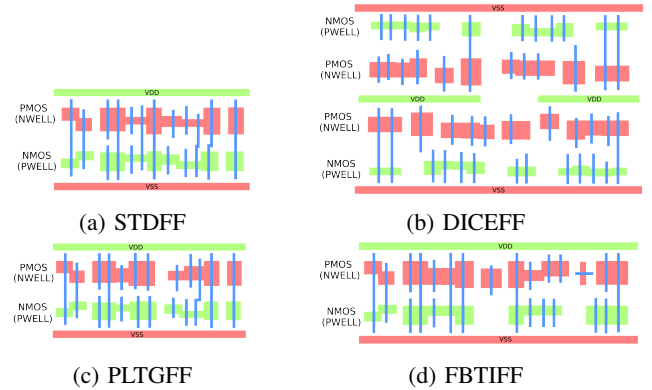 VSS
NMOS
(PWELL)
PMOS
(NWELL)
VDD
VDD
PMOS
(NWELL)
NMOS
(PWELL)
VSS
VDD
PMOS
(NWELL)
NMOS
(PWELL)
VSS
(a) STDFF
(b) DICEFF
VDD
PMOS
(NWELL)
NMOS
(PWELL)
VSS
VDD
PMOS
(NWELL)
NMOS
(PWELL)
VSS
(c) PLTGFF
(d) FBTIFF